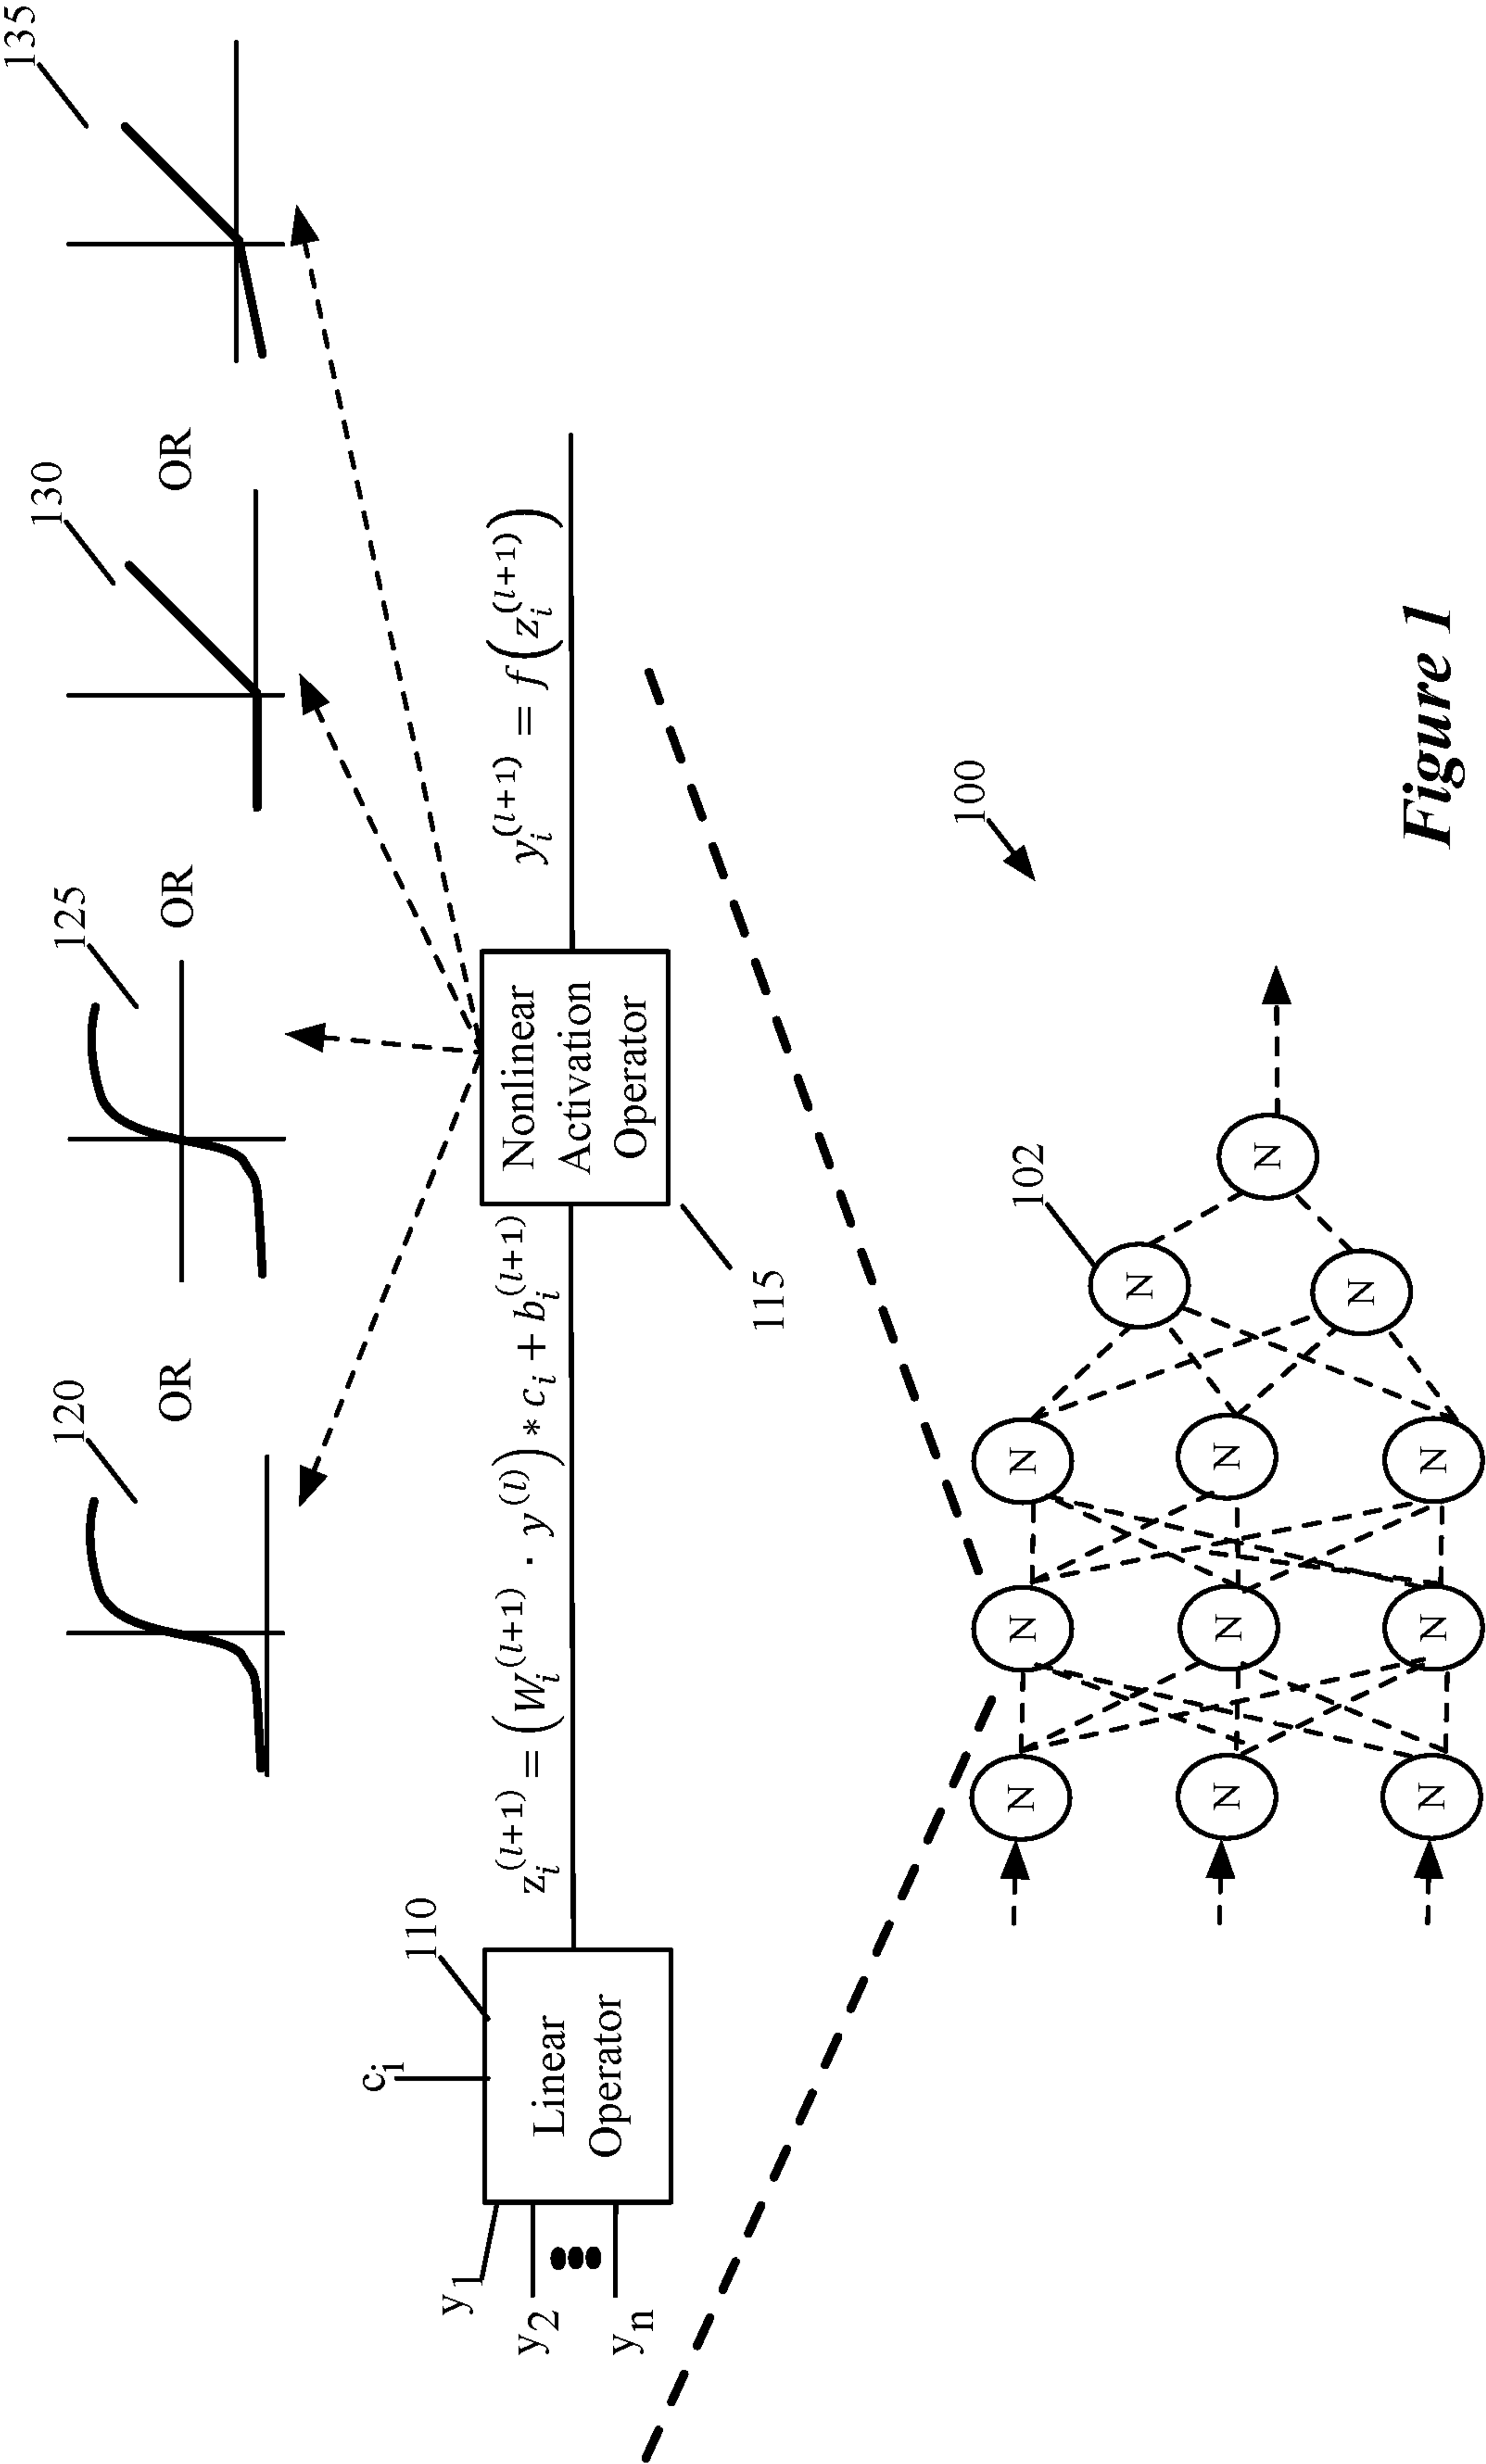 120
OR
125
OR
130
OR
135
c_i
110
y_1
y_2
y_n
Linear
Operator
z_i^{(l+1)} = (W_i^{(l+1)} · y^{(l)}) * c_i + b_i^{(l+1)}
Nonlinear
Activation
Operator
115
y_i^{(l+1)} = f(z_i^{(l+1)})
100
102
N
N
N
N
N
N
N
N
N
N
N
N
Figure 1